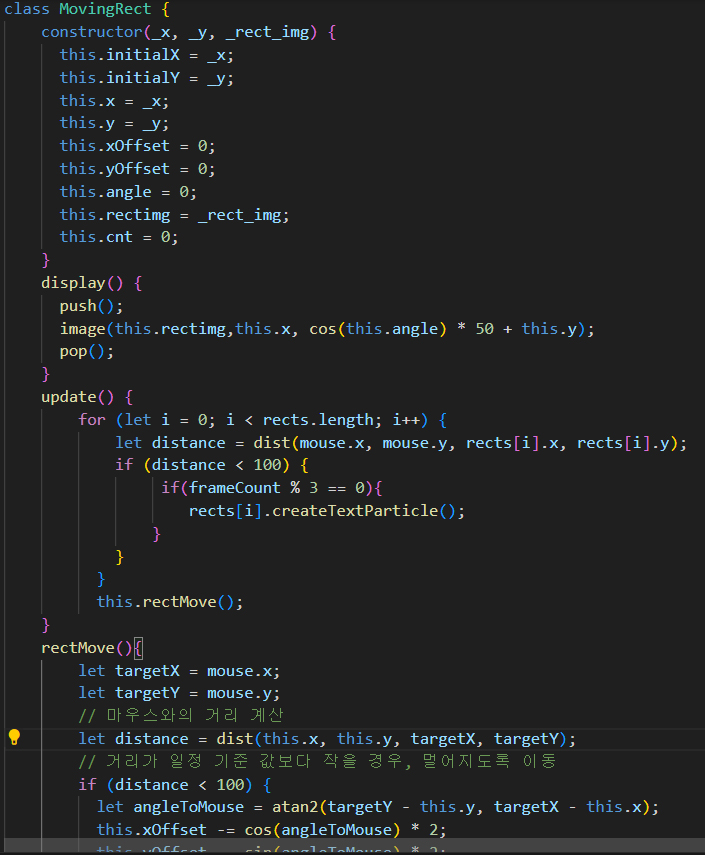 class MovingRect {
constructor(_x, _y, _rect_img) {
this.initialX = _x;
this.initialY = _y;
this.x = _x;
this.y = _y;
this.xOffset = 0;
this.yOffset = 0;
this.angle = 0;
this.rectimg = _rect_img;
this.cnt = 0;
}
display() {
push();
image(this.rectimg,this.x, cos(this.angle) * 50 + this.y);
pop();
}
update() {
for (let i = 0; i < rects.length; i++) {
let distance = dist(mouse.x, mouse.y, rects[i].x, rects[i].y);
if (distance < 100) {
if(frameCount % 3 == 0){
rects[i].createTextParticle();
}
}
}
this.rectMove();
}
rectMove(){
let targetX = mouse.x;
let targetY = mouse.y;
// 마우스와의 거리 계산
let distance = dist(this.x, this.y, targetX, targetY);
// 거리가 일정 기준 값보다 작을 경우, 멀어지도록 이동
if (distance < 100) {
let angleToMouse = atan2(targetY - this.y, targetX - this.x);
this.xOffset -= cos(angleToMouse) * 2;